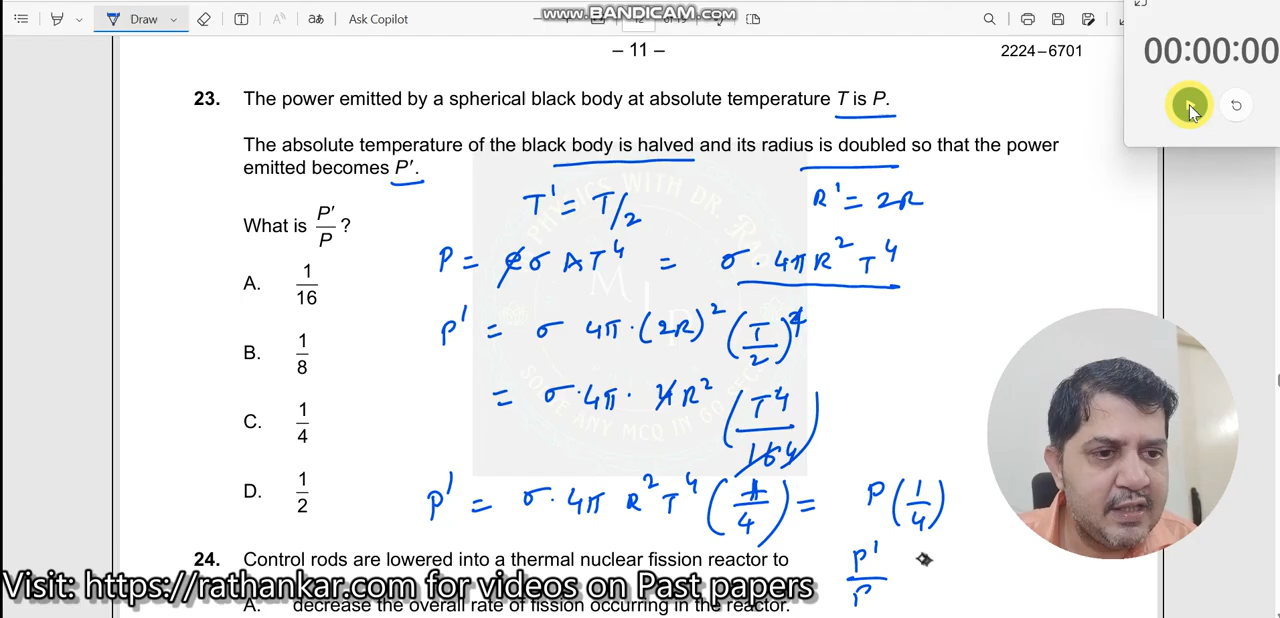 Draw
Ask Copilot
www.BANDICAM.com
– 11 –
2224–6701
00:00:00
23. The power emitted by a spherical black body at absolute temperature T is P.
The absolute temperature of the black body is halved and its radius is doubled so that the power
emitted becomes P′.
T' = T/2
R' = 2R
What is P′/P ?
P = eσAT⁴ = σ·4πR²T⁴
A. 1/16
P' = σ 4π·(2R)²(T/2)⁴
B. 1/8
= σ·4π·4R²(T⁴/16 4)
C. 1/4
D. 1/2
P' = σ·4π R²T⁴(1/4) = P(1/4)
P'/P
24. Control rods are lowered into a thermal nuclear fission reactor to
Visit: https://rathankar.com for videos on Past papers
A. decrease the overall rate of fission occurring in the reactor.